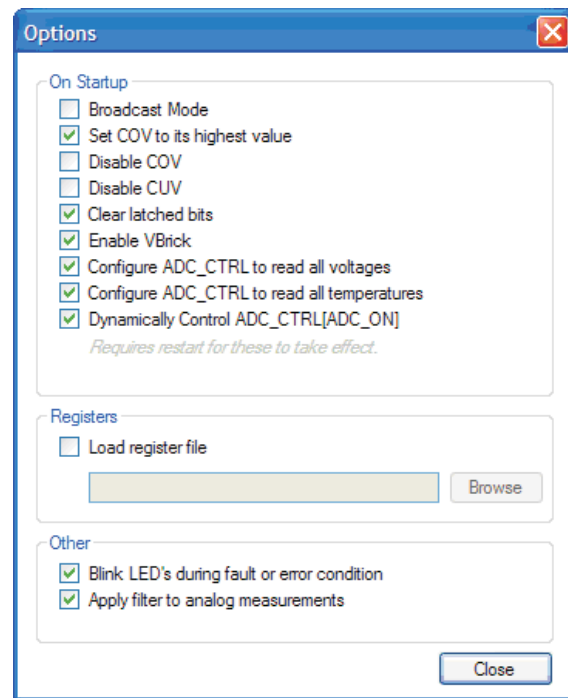 Options
On Startup
Broadcast Mode
Set COV to its highest value
Disable COV
Disable CUV
Clear latched bits
Enable VBrick
Configure ADC_CTRL to read all voltages
Configure ADC_CTRL to read all temperatures
Dynamically Control ADC_CTRL[ADC_ON]
Requires restart for these to take effect.
Registers
Load register file
Browse
Other
Blink LED's during fault or error condition
Apply filter to analog measurements
Close